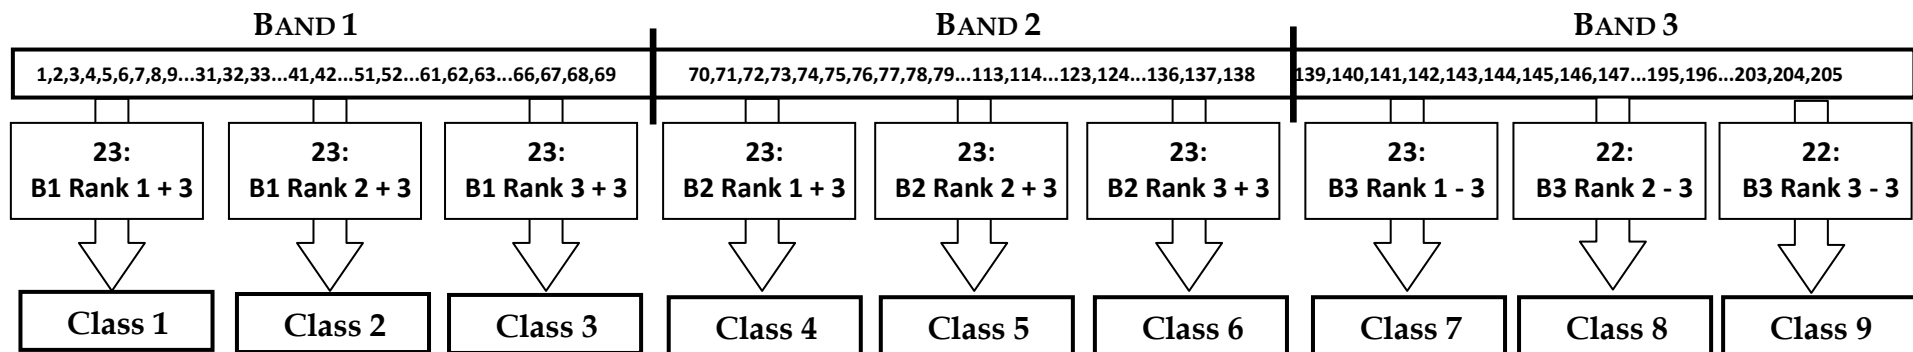 BAND 1
BAND 2
BAND 3
1,2,3,4,5,6,7,8,9...31,32,33...41,42...51,52...61,62,63...66,67,68,69
70,71,72,73,74,75,76,77,78,79...113,114...123,124...136,137,138
139,140,141,142,143,144,145,146,147...195,196...203,204,205
23:
B1 Rank 1 + 3
23:
B1 Rank 2 + 3
23:
B1 Rank 3 + 3
23:
B2 Rank 1 + 3
23:
B2 Rank 2 + 3
23:
B2 Rank 3 + 3
23:
B3 Rank 1 - 3
22:
B3 Rank 2 - 3
22:
B3 Rank 3 - 3
Class 1
Class 2
Class 3
Class 4
Class 5
Class 6
Class 7
Class 8
Class 9